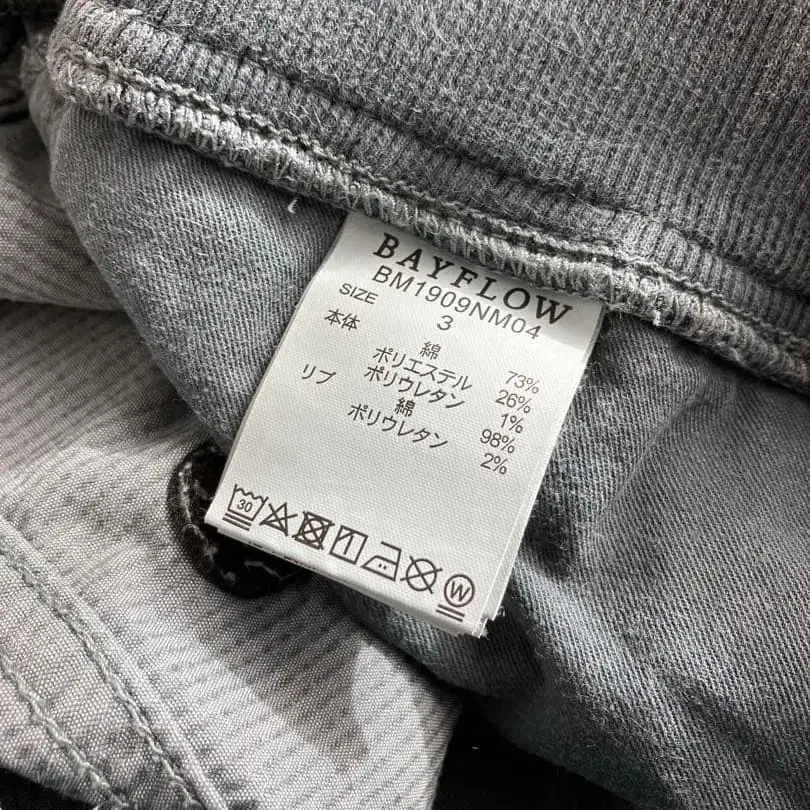 BAYFLOW
BM1909NM04
SIZE 3
本体 綿 73%
ポリエステル 26%
ポリウレタン 1%
リブ 綿 98%
ポリウレタン 2%
30 W